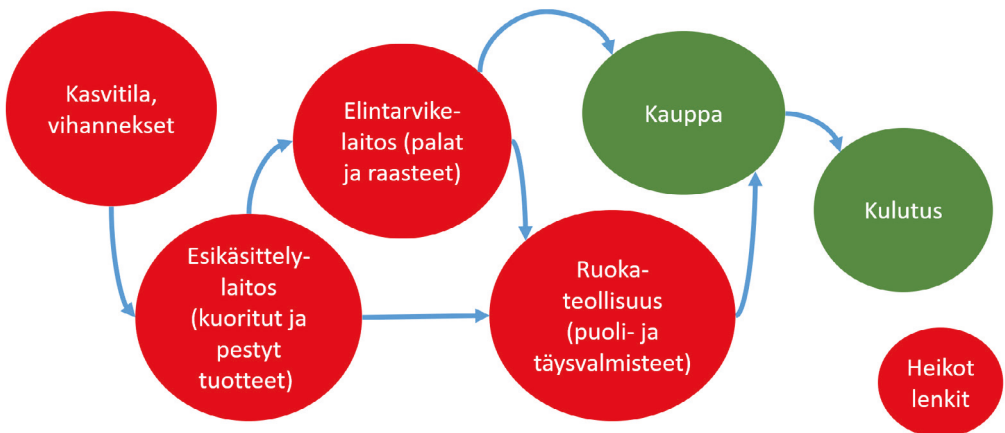 Kasvitila,
vihannekset
Esikäsittely-
laitos
(kuoritut ja
pestyt
tuotteet)
Elintarvike-
laitos (palat
ja raasteet)
Ruoka-
teollisuus
(puoli- ja
täysvalmisteet)
Kauppa
Kulutus
Heikot
lenkit